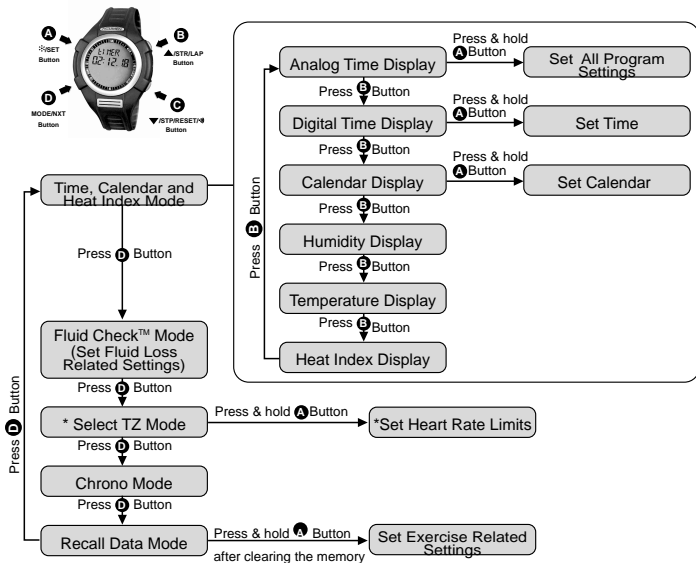 A
※/SET
Button
B
▲/STR/LAP
Button
tIMER
02:12.18
D
MODE/NXT
Button
C
▼/STP/RESET/
Button
Analog Time Display
Press & hold
A Button
Set All Program
Settings
Press B Button
Digital Time Display
Press & hold
A Button
Set Time
Press B Button
Calendar Display
Press & hold
A Button
Set Calendar
Press B Button
Humidity Display
Press B Button
Temperature Display
Press B Button
Heat Index Display
Press B Button
Time, Calendar and
Heat Index Mode
Press D Button
Fluid Check™ Mode
(Set Fluid Loss
Related Settings)
Press D Button
* Select TZ Mode
Press & hold A Button
*Set Heart Rate Limits
Press D Button
Chrono Mode
Press D Button
Recall Data Mode
Press & hold A Button
after clearing the memory
Set Exercise Related
Settings
Press D Button